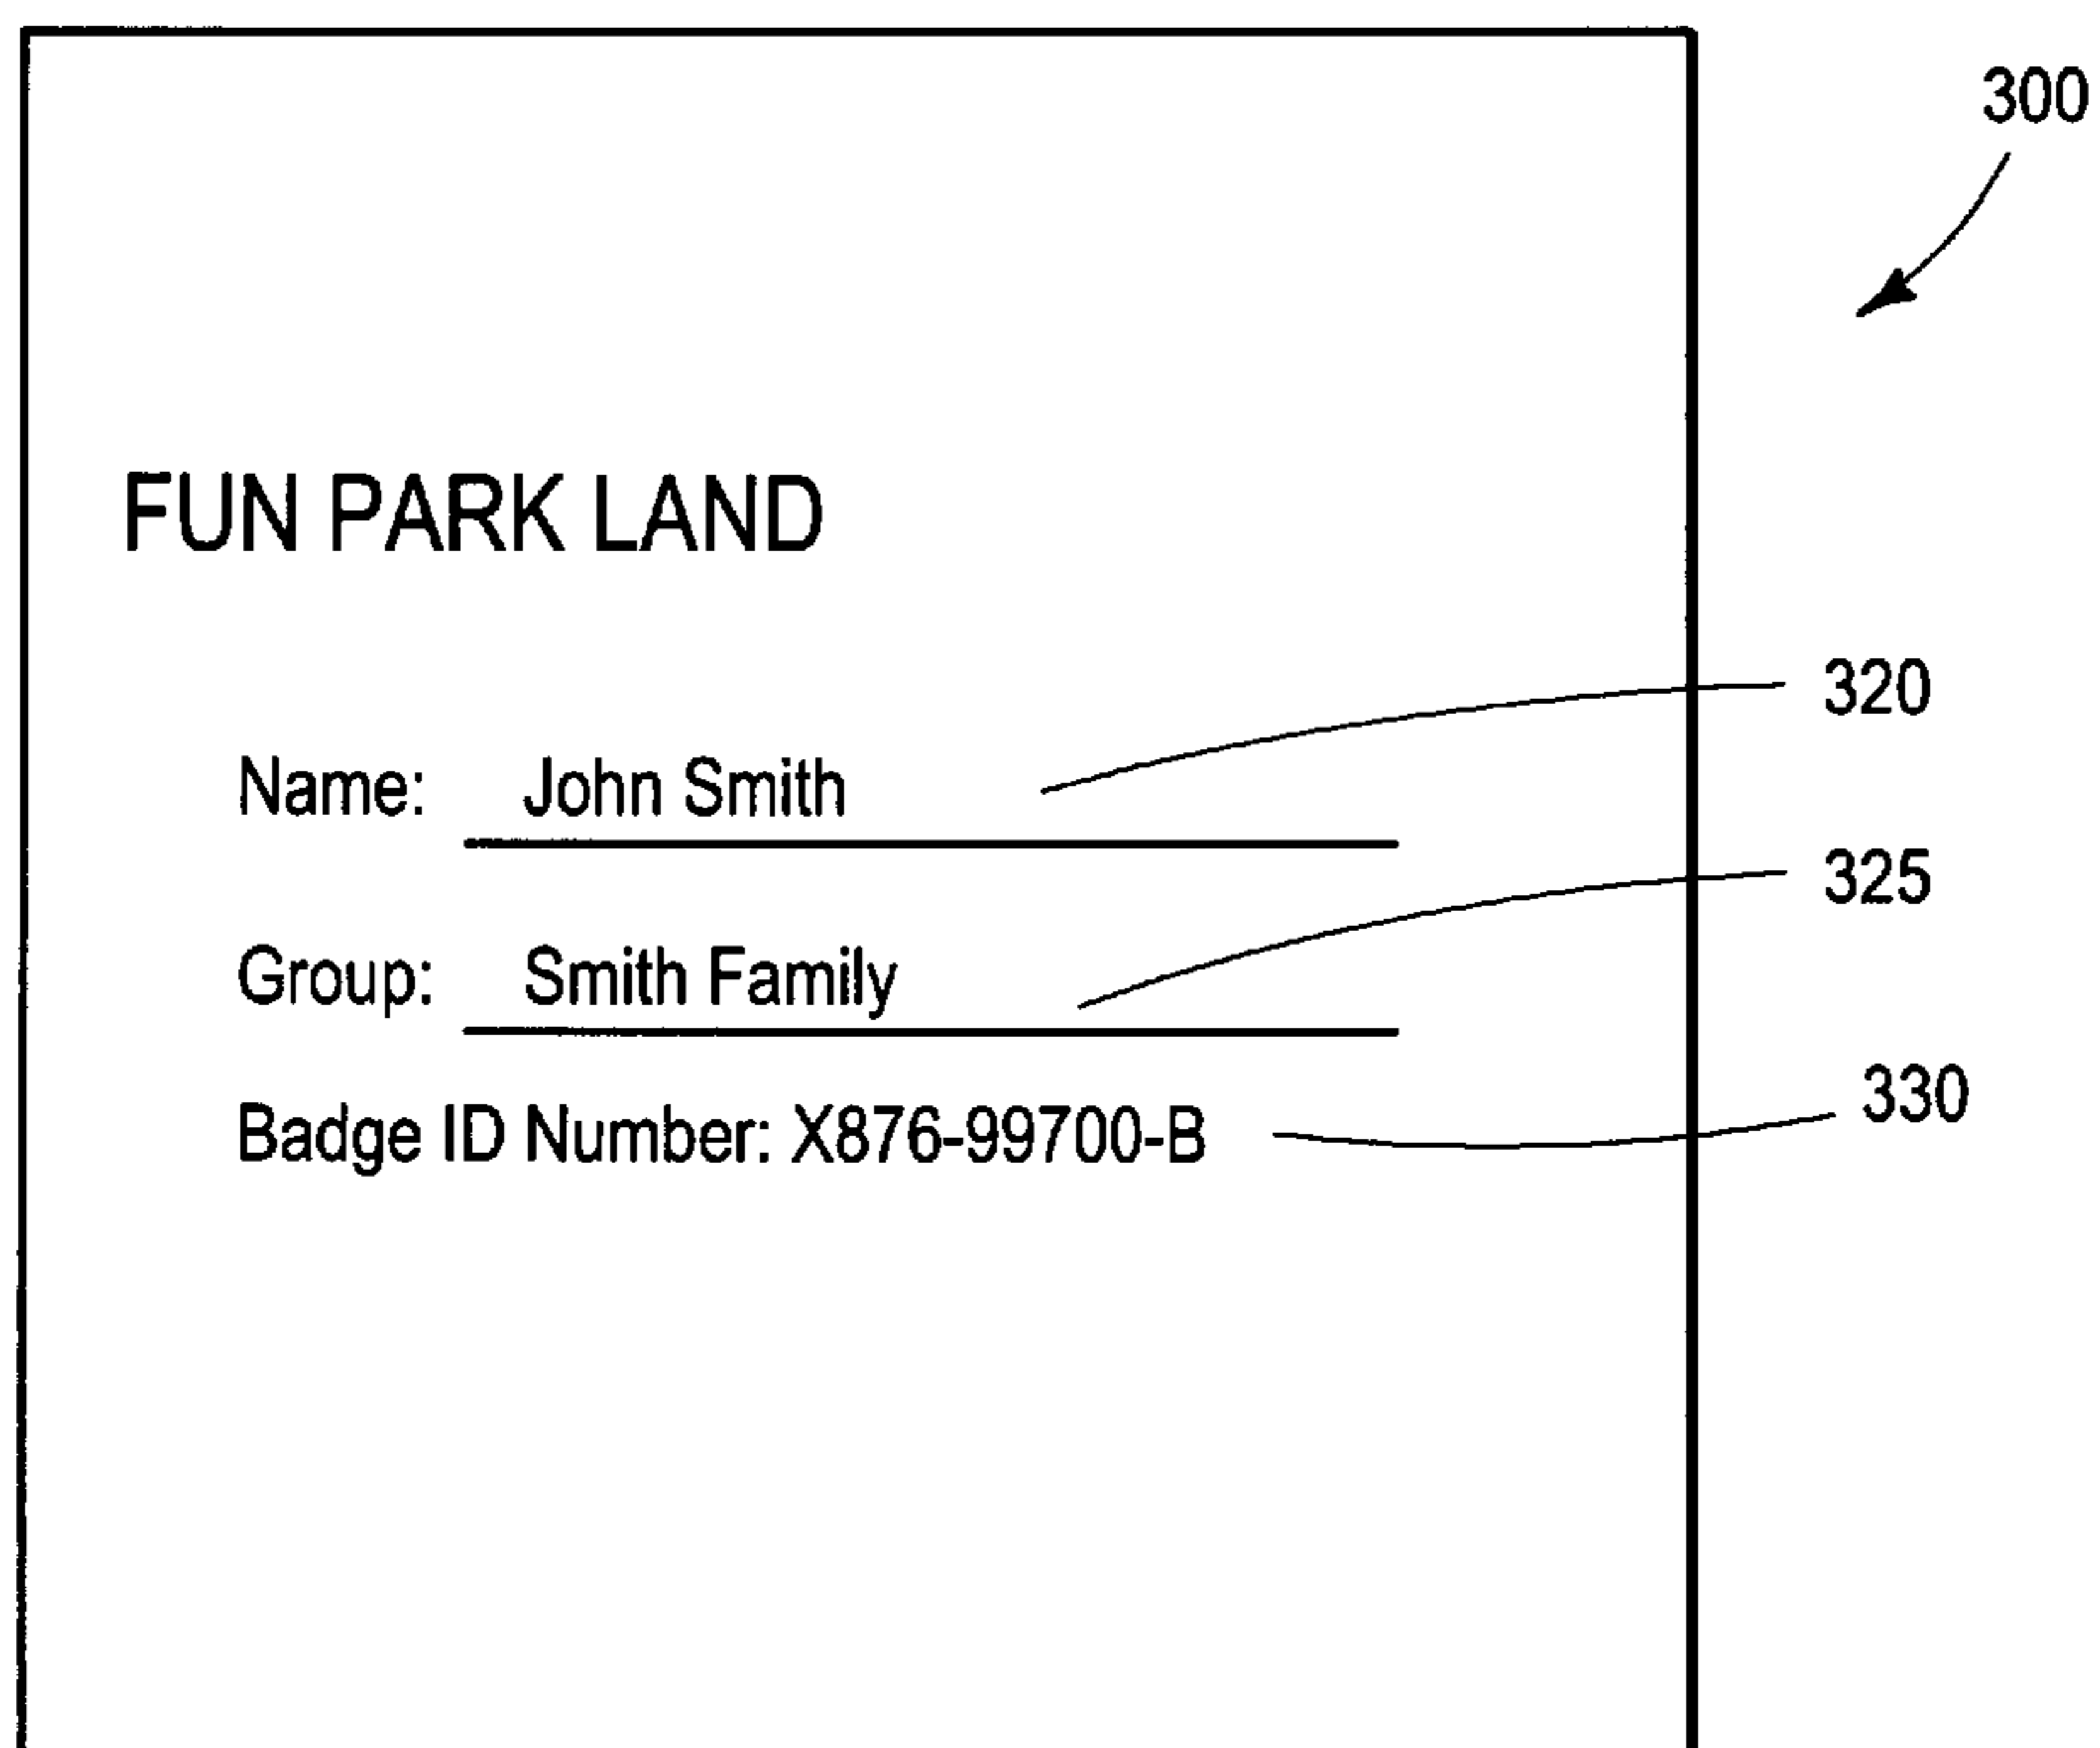 300
FUN PARK LAND
320
Name: John Smith
325
Group: Smith Family
330
Badge ID Number: X876-99700-B